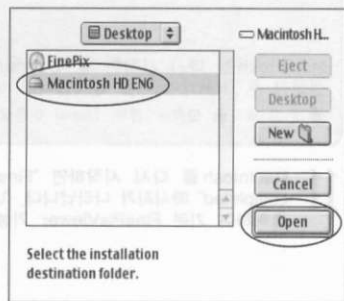 Desktop
Macintosh H...
FinePix
Macintosh HD ENG
Eject
Desktop
New
Cancel
Open
Select the installation
destination folder.